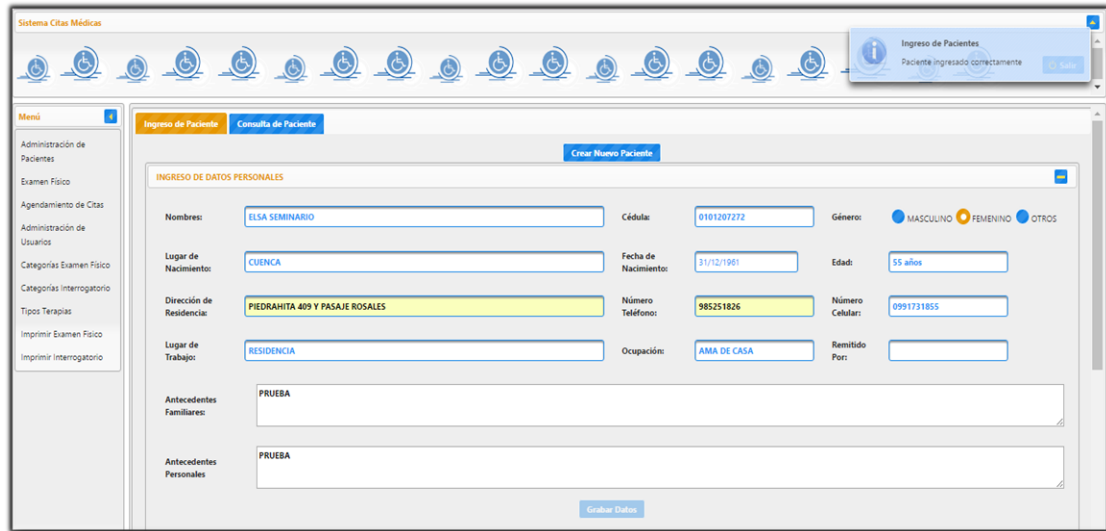 Sistema Citas Médicas
Ingreso de Pacientes
Paciente ingresado correctamente
Salir
Menú
Administración de
Pacientes
Examen Físico
Agendamiento de Citas
Administración de
Usuarios
Categorías Examen Físico
Categorías Interrogatorio
Tipos Terapias
Imprimir Examen Físico
Imprimir Interrogatorio
Ingreso de Paciente Consulta de Paciente
Crear Nuevo Paciente
INGRESO DE DATOS PERSONALES
Nombres: ELSA SEMINARIO Cédula: 0101207272 Género: MASCULINO FEMENINO OTROS
Lugar de
Nacimiento: CUENCA Fecha de
Nacimiento: 31/12/1961 Edad: 55 años
Dirección de
Residencia: PIEDRAHITA 409 Y PASAJE ROSALES Número
Teléfono: 985251826 Número
Celular: 0991731855
Lugar de
Trabajo: RESIDENCIA Ocupación: AMA DE CASA Remitido
Por:
Antecedentes
Familiares: PRUEBA
Antecedentes
Personales PRUEBA
Grabar Datos